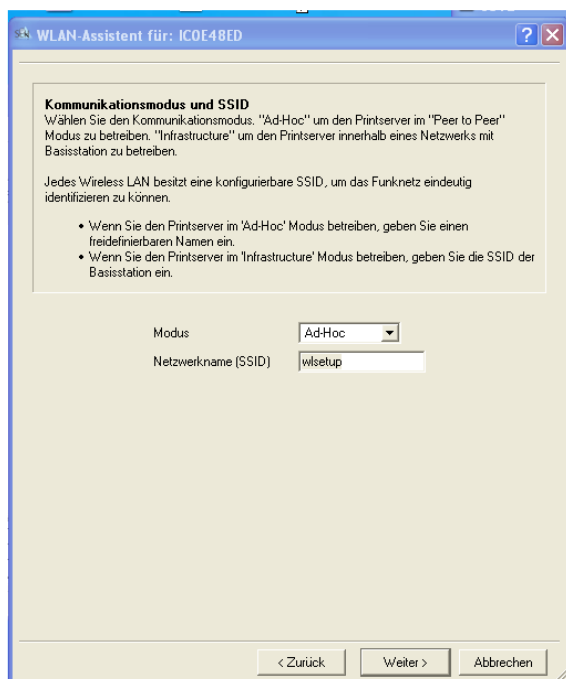 WLAN-Assistent für: IC0E48ED
Kommunikationsmodus und SSID
Wählen Sie den Kommunikationsmodus. "Ad-Hoc" um den Printserver im "Peer to Peer"
Modus zu betreiben. "Infrastructure" um den Printserver innerhalb eines Netzwerks mit
Basisstation zu betreiben.
Jedes Wireless LAN besitzt eine konfigurierbare SSID, um das Funknetz eindeutig
identifizieren zu können.
• Wenn Sie den Printserver im 'Ad-Hoc' Modus betreiben, geben Sie einen
freidefinierbaren Namen ein.
• Wenn Sie den Printserver im 'Infrastructure' Modus betreiben, geben Sie die SSID der
Basisstation ein.
Modus Ad-Hoc
Netzwerkname (SSID) wlsetup
< Zurück Weiter > Abbrechen